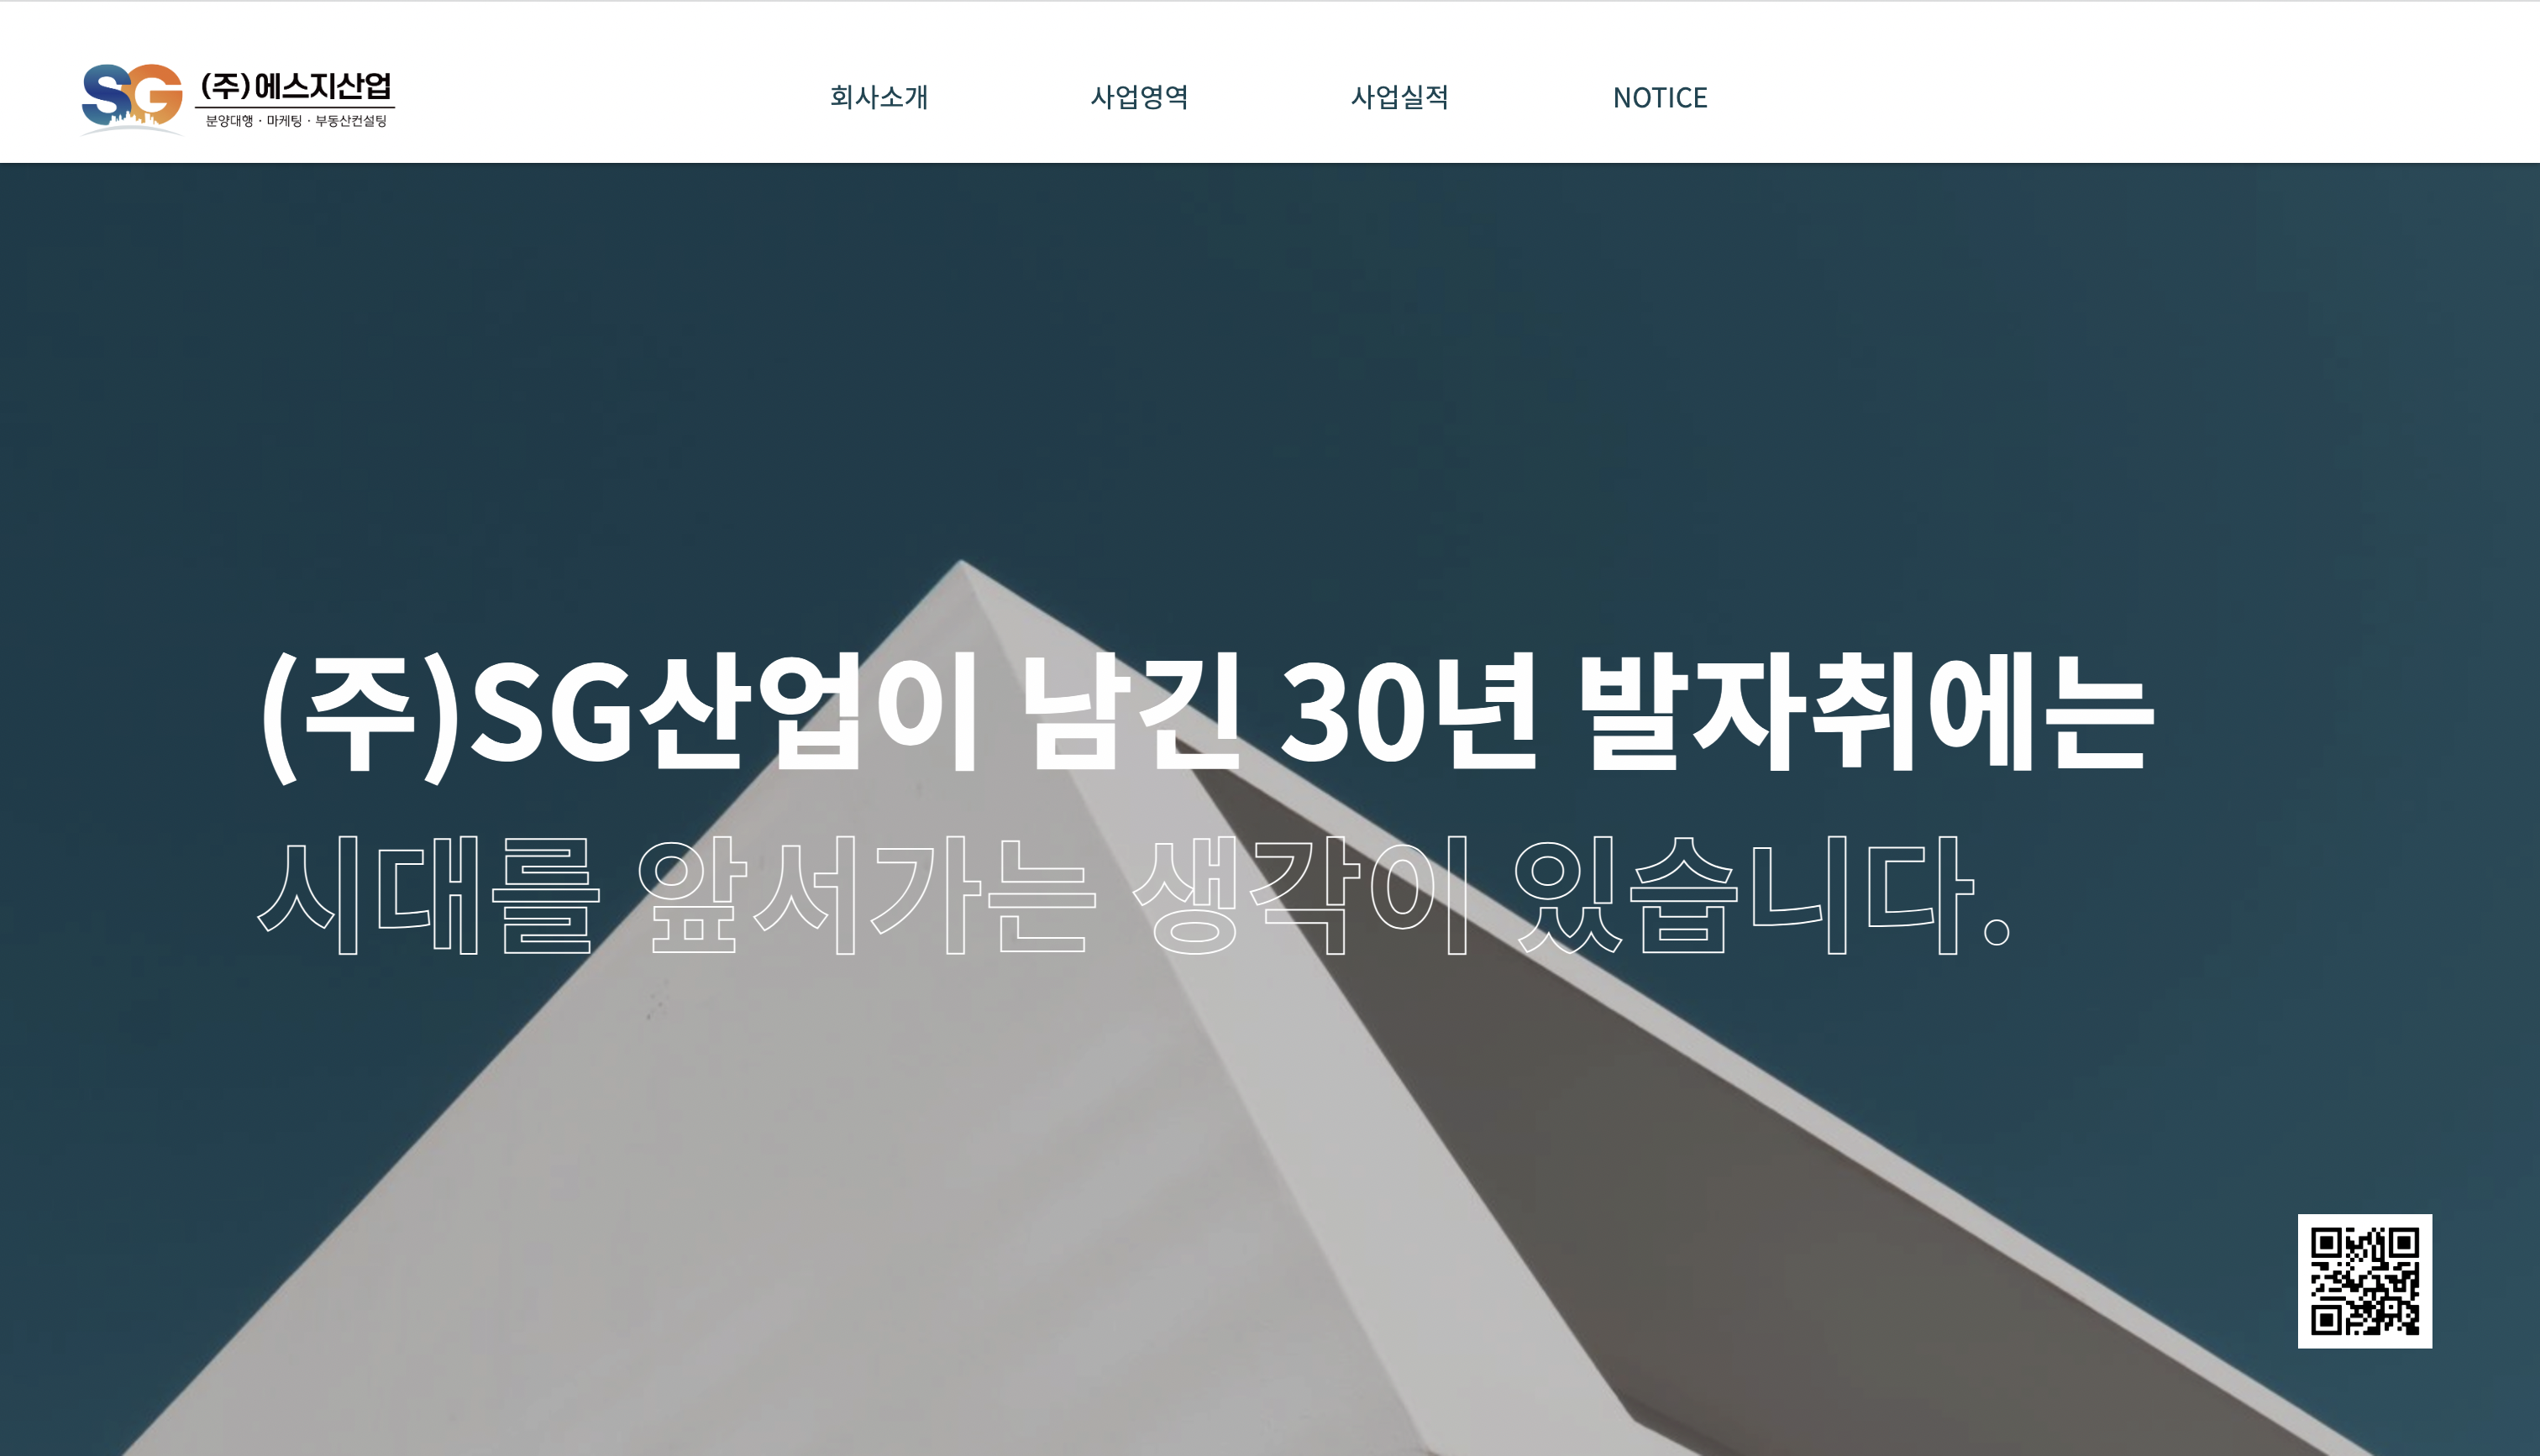 SG (주)에스지산업
분양대행 · 마케팅 · 부동산컨설팅
회사소개 사업영역 사업실적 NOTICE
(주)SG산업이 남긴 30년 발자취에는
시대를 앞서가는 생각이 있습니다.